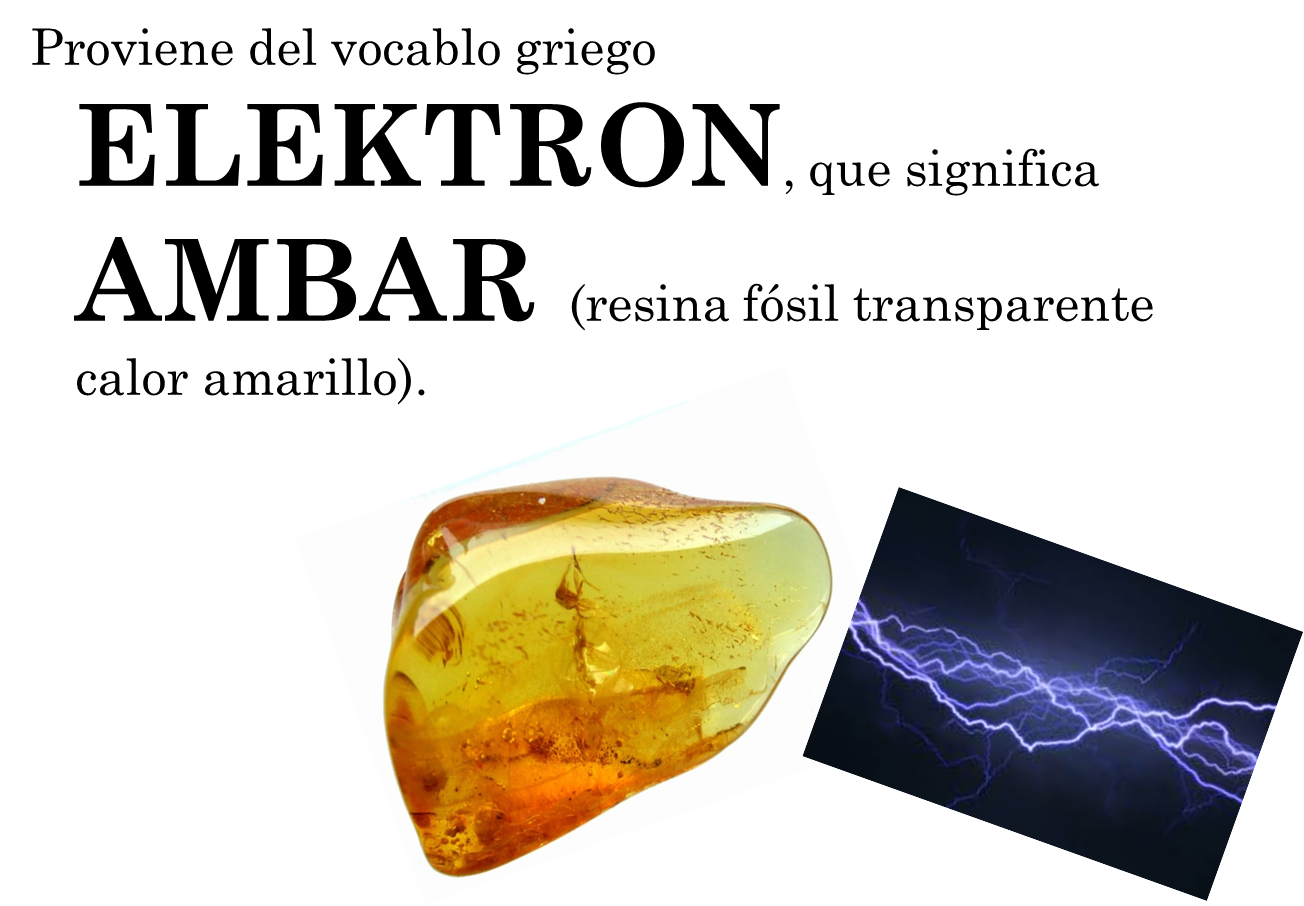 Proviene del vocablo griego
ELEKTRON, que significa
AMBAR (resina fósil transparente
calor amarillo).